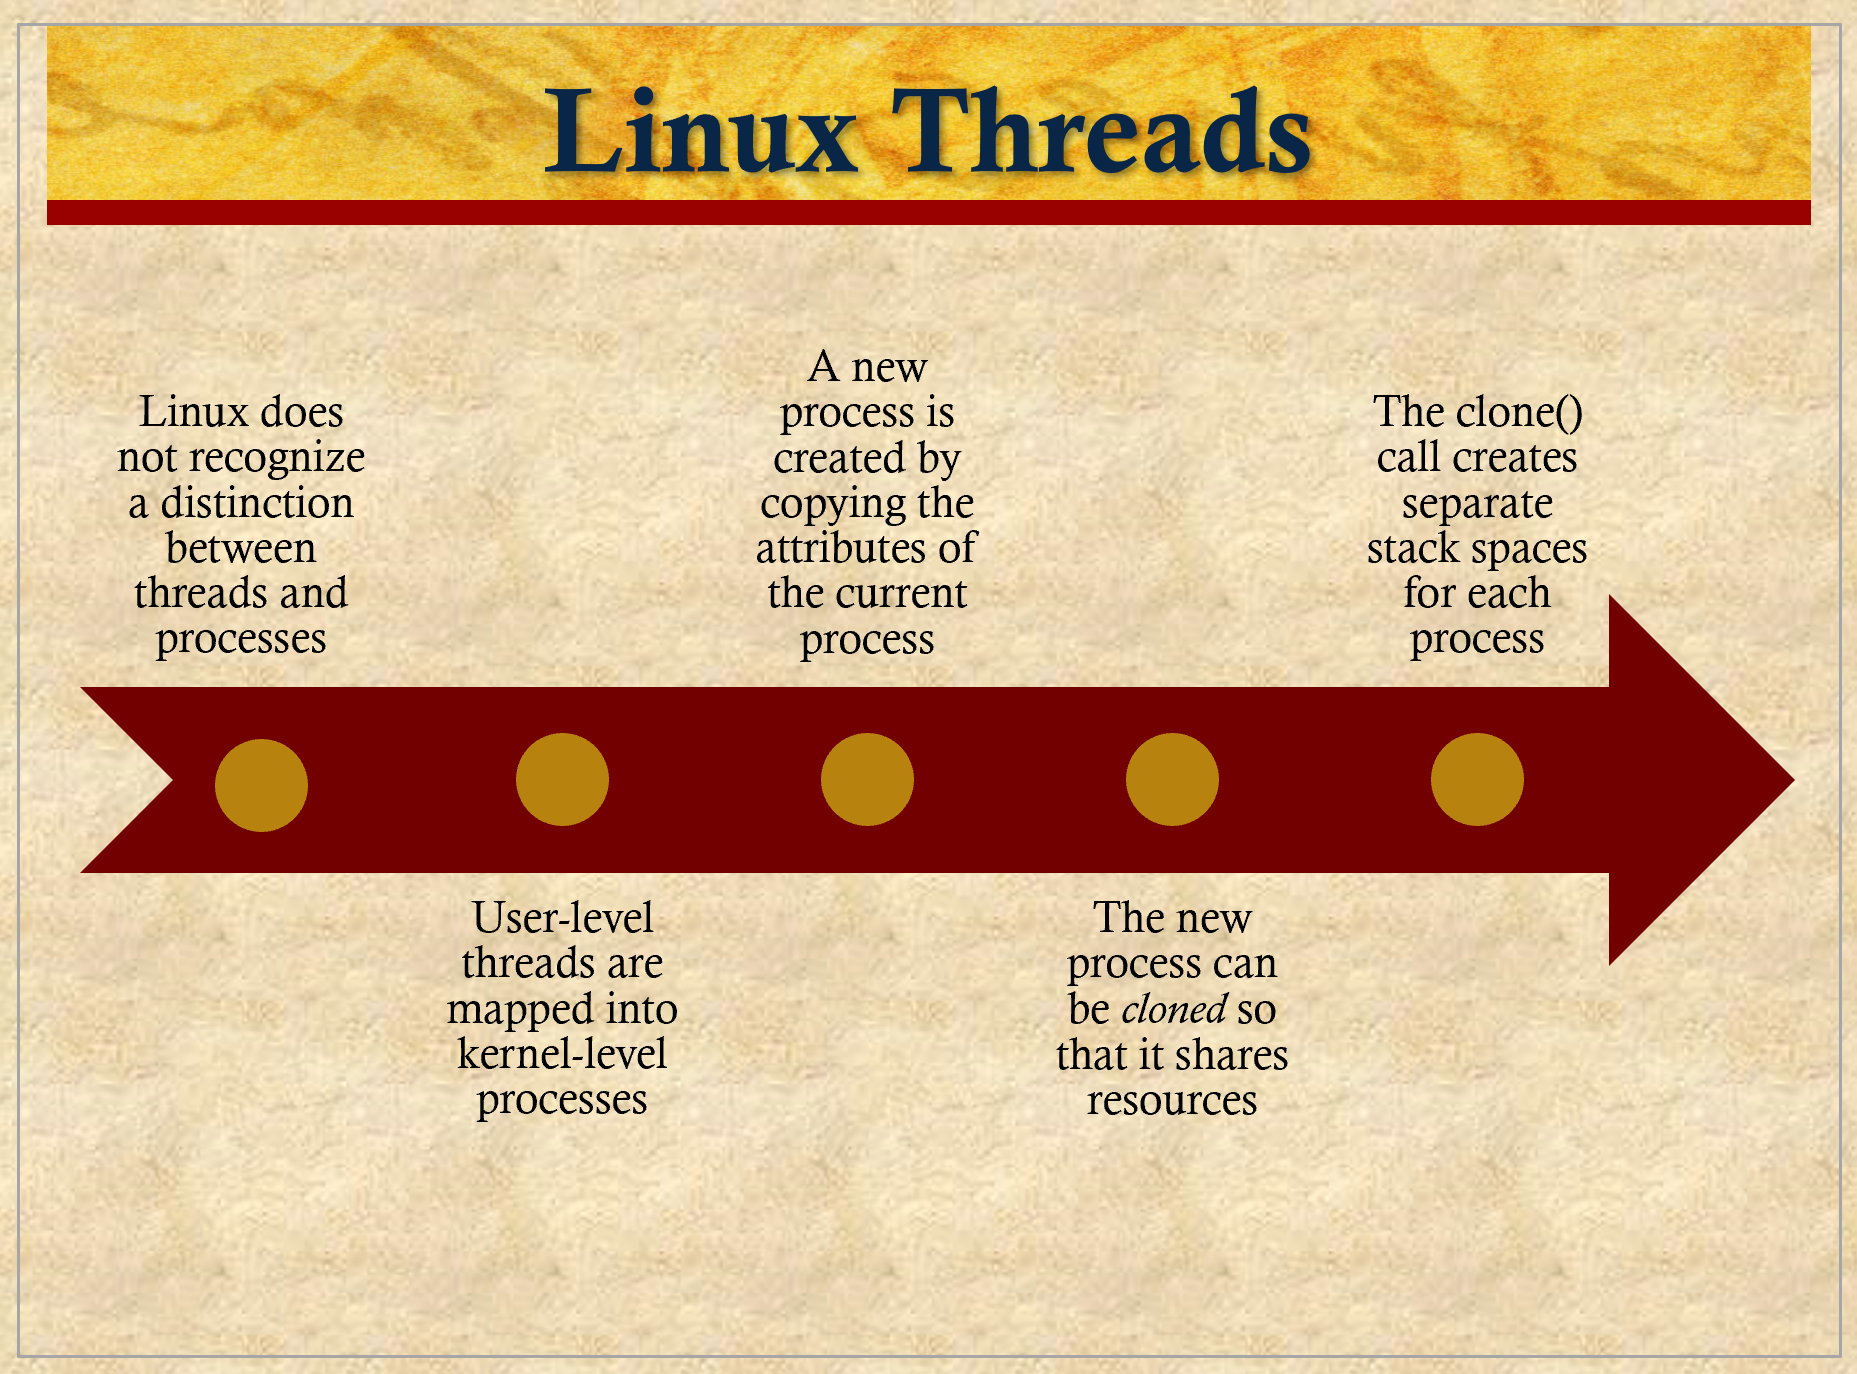 Linux Threads
Linux does
not recognize
a distinction
between
threads and
processes
User-level
threads are
mapped into
kernel-level
processes
A new
process is
created by
copying the
attributes of
the current
process
The new
process can
be cloned so
that it shares
resources
The clone()
call creates
separate
stack spaces
for each
process